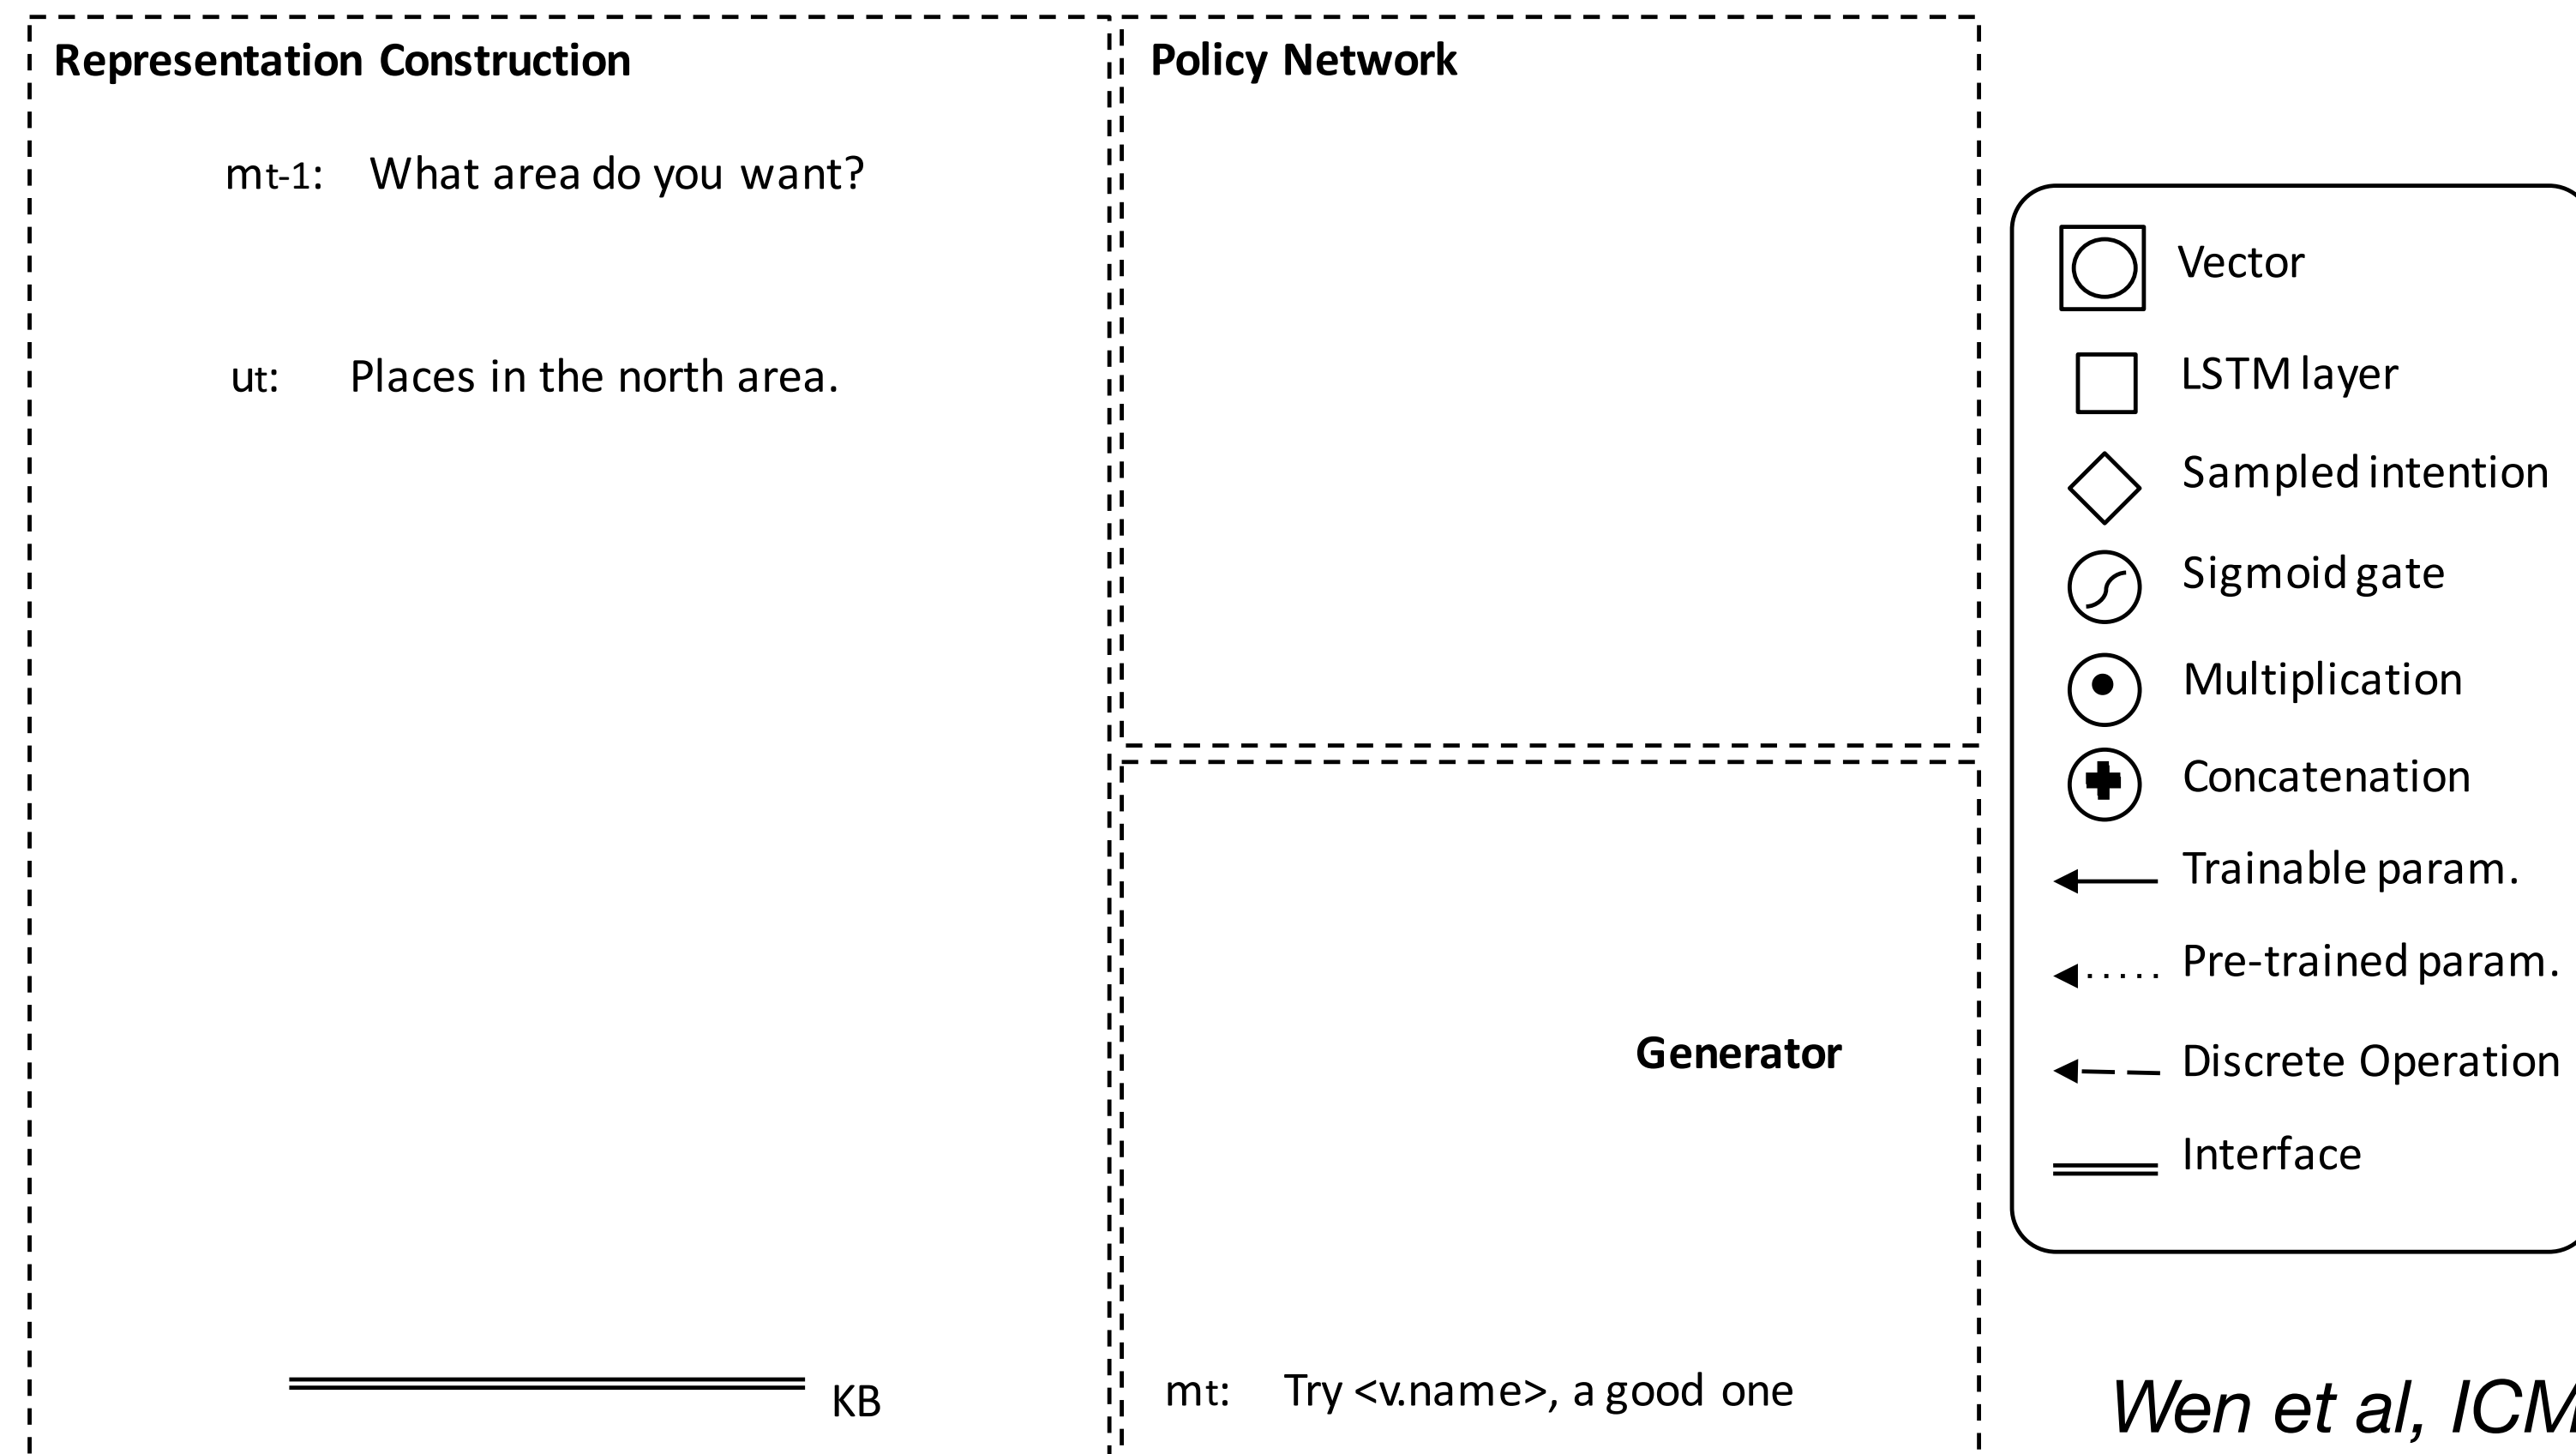 Representation Construction
mt-1: What area do you want?
ut: Places in the north area.
KB
Policy Network
Generator
mt: Try <v.name>, a good one
Vector
LSTM layer
Sampled intention
Sigmoid gate
Multiplication
Concatenation
Trainable param.
Pre-trained param.
Discrete Operation
Interface
Wen et al, ICM